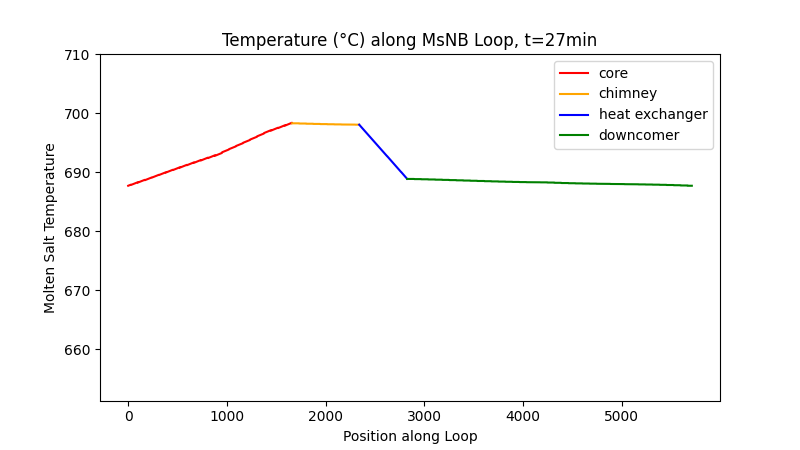 Temperature (°C) along MsNB Loop, t=27min
710
700
690
680
670
660
Molten Salt Temperature
core
chimney
heat exchanger
downcomer
0
1000
2000
3000
4000
5000
Position along Loop